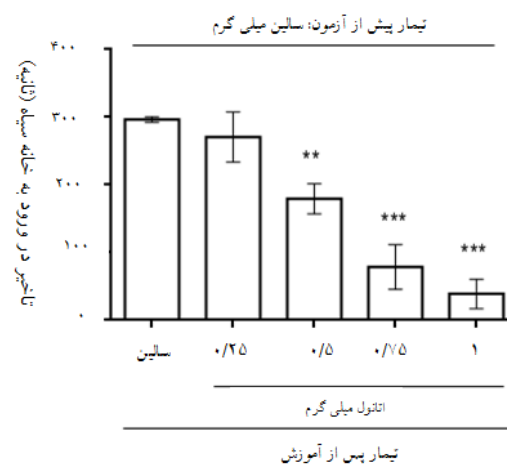 تیمار پیش از آزمون: سالین میلی گرم
تاخیر در ورود به خانه سیاه (ثانیه)
۴۰۰
۳۰۰
۲۰۰
۱۰۰
۰
**
***
***
سالین
۰/۲۵
۰/۵
۰/۷۵
۱
اتانول میلی گرم
تیمار پس از آموزش